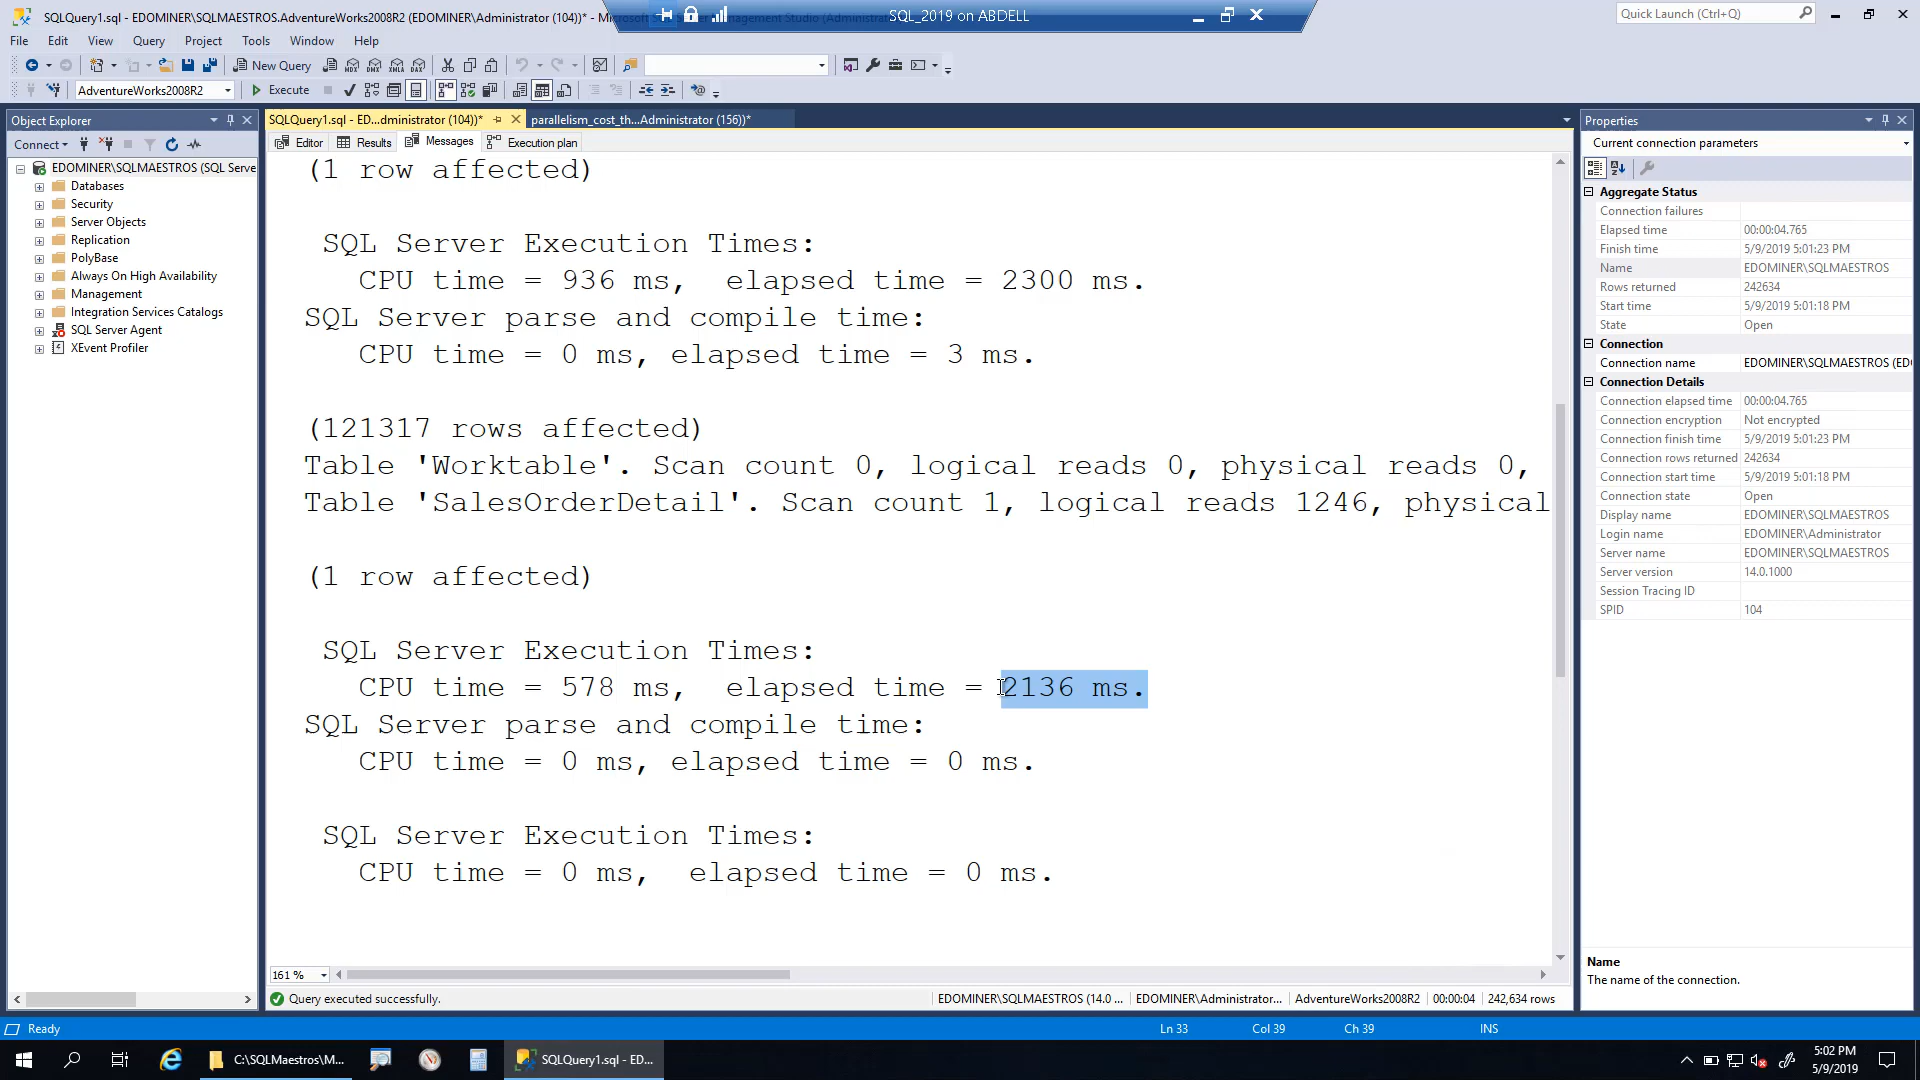 SQLQuery1.sql - EDOMINER\SQLMAESTROS.AdventureWorks2008R2 (EDOMINER\Administrator (104))* -
SQL_2019 on ABDELL
Quick Launch (Ctrl+Q)
File Edit View Query Project Tools Window Help
New Query
AdventureWorks2008R2
Execute
Object Explorer
Connect
EDOMINER\SQLMAESTROS (SQL Serve
Databases
Security
Server Objects
Replication
PolyBase
Always On High Availability
Management
Integration Services Catalogs
SQL Server Agent
XEvent Profiler
SQLQuery1.sql - ED...dministrator (104))*
parallelism_cost_th...Administrator (156))*
Editor Results Messages Execution plan
(1 row affected)
SQL Server Execution Times:
CPU time = 936 ms, elapsed time = 2300 ms.
SQL Server parse and compile time:
CPU time = 0 ms, elapsed time = 3 ms.
(121317 rows affected)
Table 'Worktable'. Scan count 0, logical reads 0, physical reads 0,
Table 'SalesOrderDetail'. Scan count 1, logical reads 1246, physical
(1 row affected)
SQL Server Execution Times:
CPU time = 578 ms, elapsed time = 2136 ms.
SQL Server parse and compile time:
CPU time = 0 ms, elapsed time = 0 ms.
SQL Server Execution Times:
CPU time = 0 ms, elapsed time = 0 ms.
161 %
Query executed successfully.
EDOMINER\SQLMAESTROS (14.0 ... EDOMINER\Administrator... AdventureWorks2008R2 00:00:04 242,634 rows
Properties
Current connection parameters
Aggregate Status
Connection failures
Elapsed time 00:00:04.765
Finish time 5/9/2019 5:01:23 PM
Name EDOMINER\SQLMAESTROS
Rows returned 242634
Start time 5/9/2019 5:01:18 PM
State Open
Connection
Connection name EDOMINER\SQLMAESTROS (ED
Connection Details
Connection elapsed time 00:00:04.765
Connection encryption Not encrypted
Connection finish time 5/9/2019 5:01:23 PM
Connection rows returned 242634
Connection start time 5/9/2019 5:01:18 PM
Connection state Open
Display name EDOMINER\SQLMAESTROS
Login name EDOMINER\Administrator
Server name EDOMINER\SQLMAESTROS
Server version 14.0.1000
Session Tracing ID
SPID 104
Name
The name of the connection.
Ready
Ln 33 Col 39 Ch 39 INS
C:\SQLMaestros\M...
SQLQuery1.sql - ED...
5:02 PM
5/9/2019